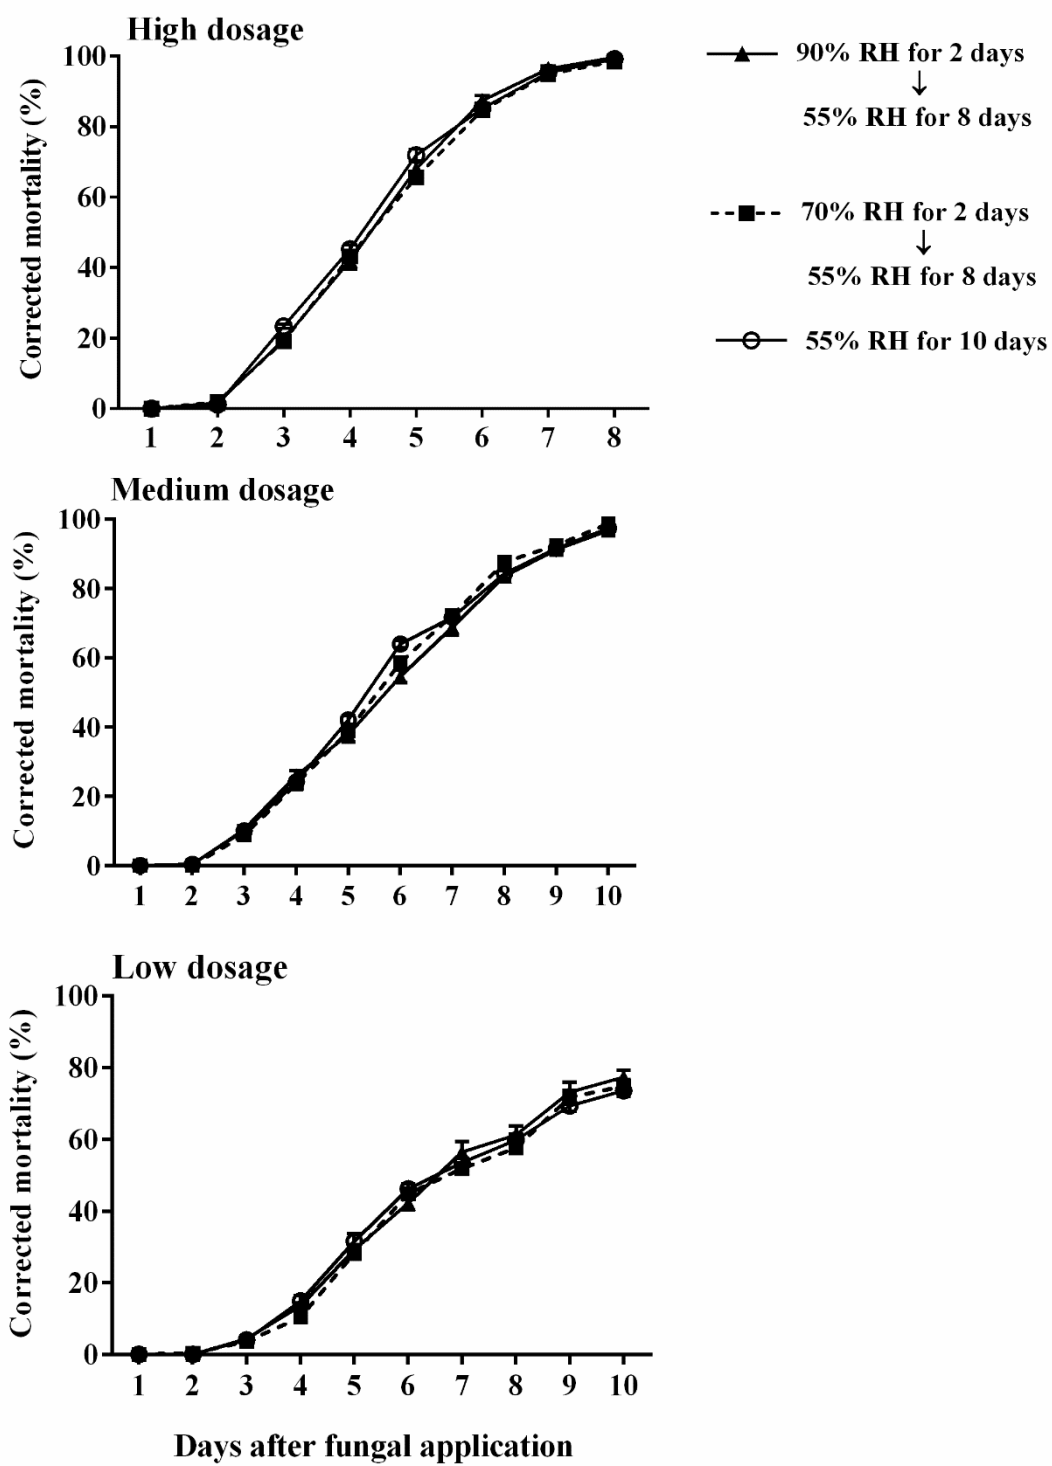 High dosage
Corrected mortality (%)
100
80
60
40
20
0
1 2 3 4 5 6 7 8
90% RH for 2 days
↓
55% RH for 8 days
70% RH for 2 days
↓
55% RH for 8 days
55% RH for 10 days
Medium dosage
Corrected mortality (%)
100
80
60
40
20
0
1 2 3 4 5 6 7 8 9 10
Low dosage
Corrected mortality (%)
100
80
60
40
20
0
1 2 3 4 5 6 7 8 9 10
Days after fungal application